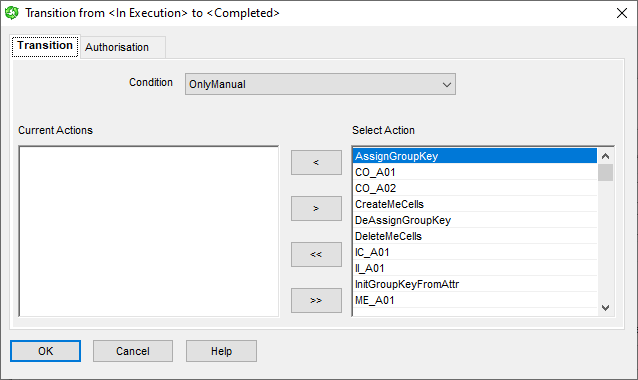 Transition from <In Execution> to <Completed>
Transition
Authorisation
Condition
OnlyManual
Current Actions
Select Action
<
>
<<
>>
AssignGroupKey
CO_A01
CO_A02
CreateMeCells
DeAssignGroupKey
DeleteMeCells
IC_A01
II_A01
InitGroupKeyFromAttr
ME_A01
OK
Cancel
Help